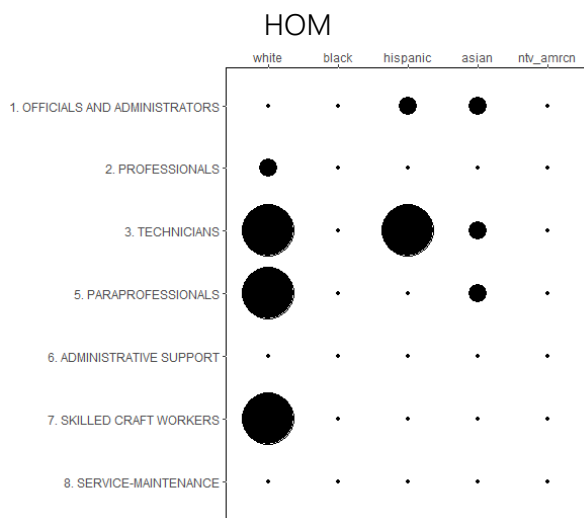 HOM
white black hispanic asian ntv_amrcn
1. OFFICIALS AND ADMINISTRATORS
2. PROFESSIONALS
3. TECHNICIANS
5. PARAPROFESSIONALS
6. ADMINISTRATIVE SUPPORT
7. SKILLED CRAFT WORKERS
8. SERVICE-MAINTENANCE